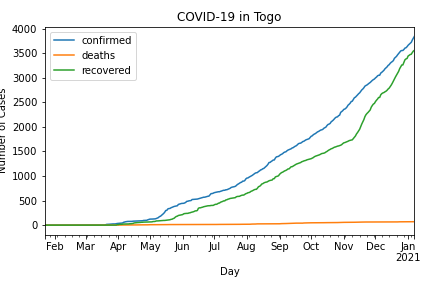 COVID-19 in Togo
4000
3500
3000
2500
2000
1500
1000
500
0
Number of Cases
confirmed
deaths
recovered
Feb Mar Apr May Jun Jul Aug Sep Oct Nov Dec Jan
2021
Day